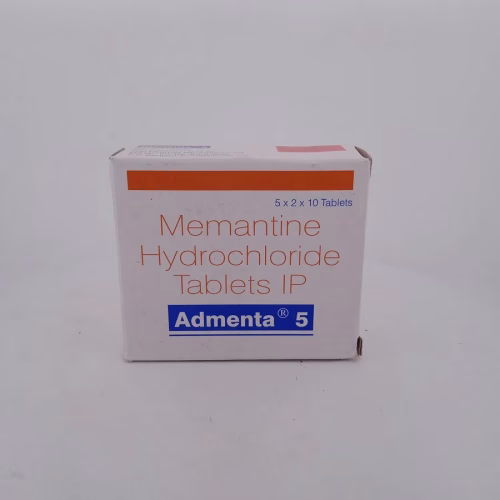 5 x 2 x 10 Tablets
Memantine
Hydrochloride
Tablets IP
Admenta® 5